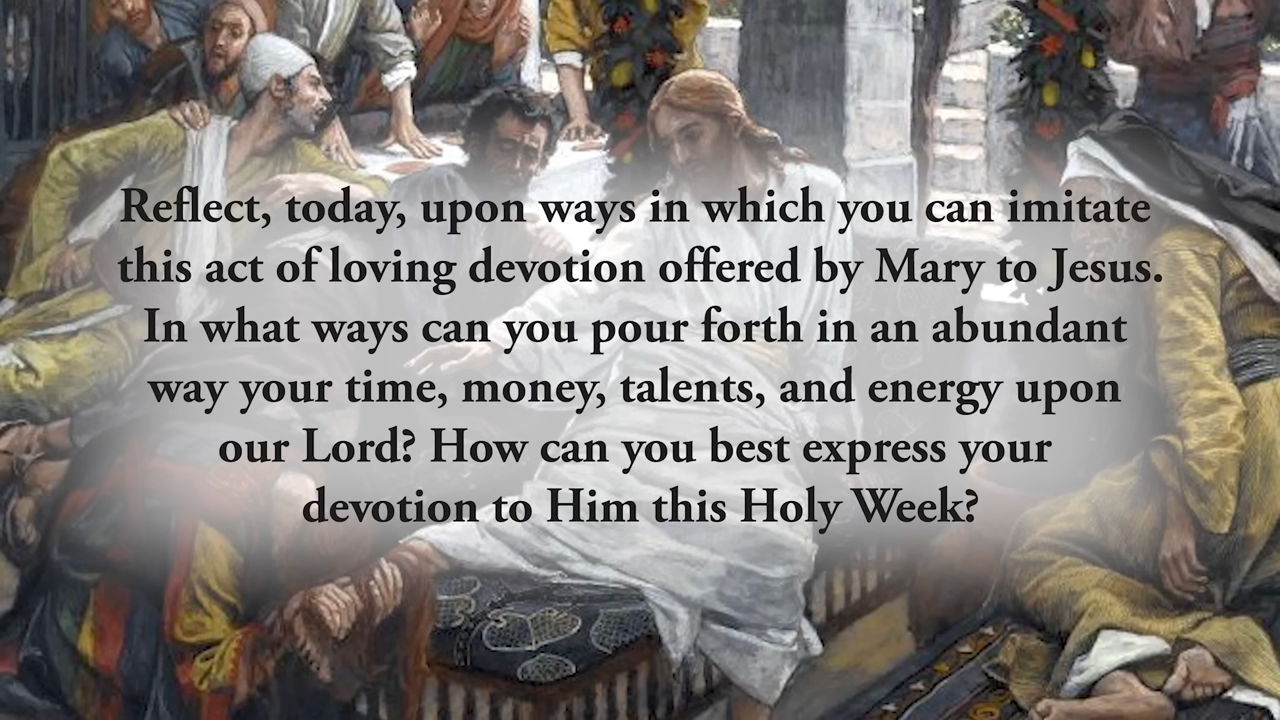 Reflect, today, upon ways in which you can imitate
this act of loving devotion offered by Mary to Jesus.
In what ways can you pour forth in an abundant
way your time, money, talents, and energy upon
our Lord? How can you best express your
devotion to Him this Holy Week?